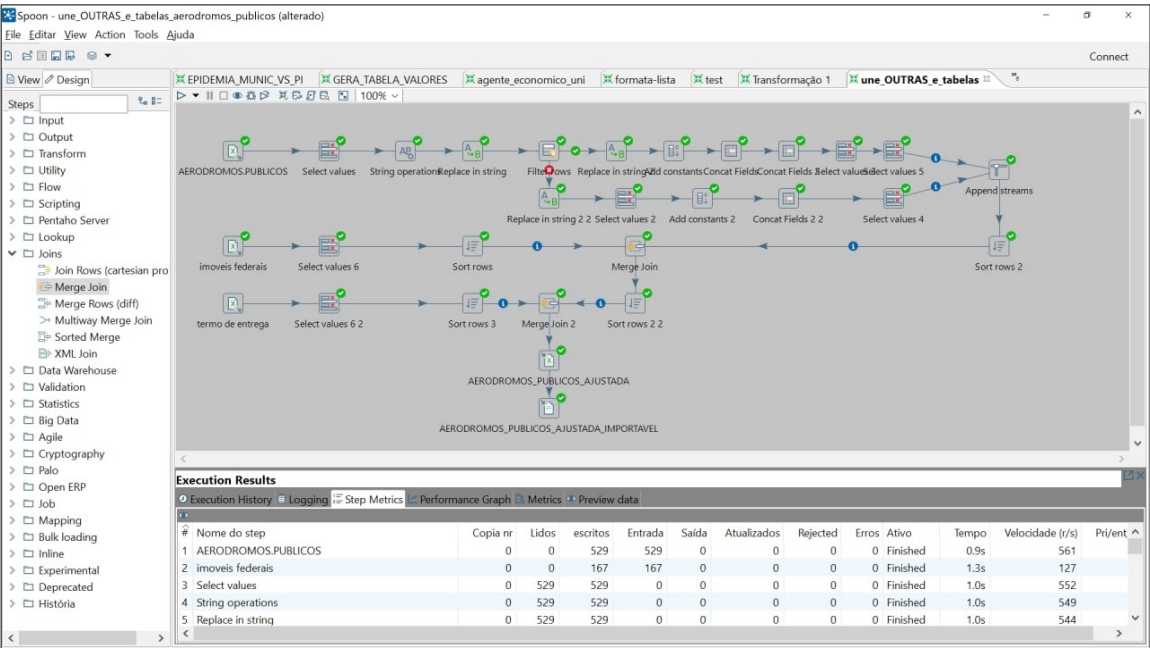 Spoon - une_OUTRAS_e_tabelas_aerodromos_publicos (alterado)
File Editar View Action Tools Ajuda
Connect
View Design
EPIDEMIA_MUNIC_VS_PI GERA_TABELA_VALORES agente_economico_uni formata-lista test Transformação 1 une_OUTRAS_e_tabelas
100%
Steps
Input
Output
Transform
Utility
Flow
Scripting
Pentaho Server
Lookup
Joins
Join Rows (cartesian pro
Merge Join
Merge Rows (diff)
Multiway Merge Join
Sorted Merge
XML Join
Data Warehouse
Validation
Statistics
Big Data
Agile
Cryptography
Palo
Open ERP
Job
Mapping
Bulk loading
Inline
Experimental
Deprecated
História
AERODROMOS.PUBLICOS Select values String operations Replace in string Filter rows Replace in string 2 Add constants Concat Fields Concat Fields 2 Select values 3 Select values 5
Append streams
Replace in string 2 2 Select values 2 Add constants 2 Concat Fields 2 2 Select values 4
imoveis federais Select values 6 Sort rows Merge Join Sort rows 2
termo de entrega Select values 6 2 Sort rows 3 Merge Join 2 Sort rows 2 2
AERODROMOS_PUBLICOS_AJUSTADA
AERODROMOS_PUBLICOS_AJUSTADA_IMPORTAVEL
Execution Results
Execution History Logging Step Metrics Performance Graph Metrics Preview data
# Nome do step Copia nr Lidos escritos Entrada Saída Atualizados Rejected Erros Ativo Tempo Velocidade (r/s) Pri/ent
1 AERODROMOS.PUBLICOS 0 0 529 529 0 0 0 0 Finished 0.9s 561
2 imoveis federais 0 0 167 167 0 0 0 0 Finished 1.3s 127
3 Select values 0 529 529 0 0 0 0 0 Finished 1.0s 552
4 String operations 0 529 529 0 0 0 0 0 Finished 1.0s 549
5 Replace in string 0 529 529 0 0 0 0 0 Finished 1.0s 544